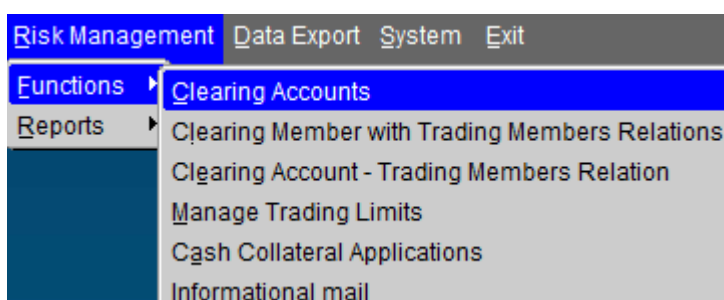 Risk Management Data Export System Exit
Functions
Reports
Clearing Accounts
Clearing Member with Trading Members Relations
Clearing Account - Trading Members Relation
Manage Trading Limits
Cash Collateral Applications
Informational mail